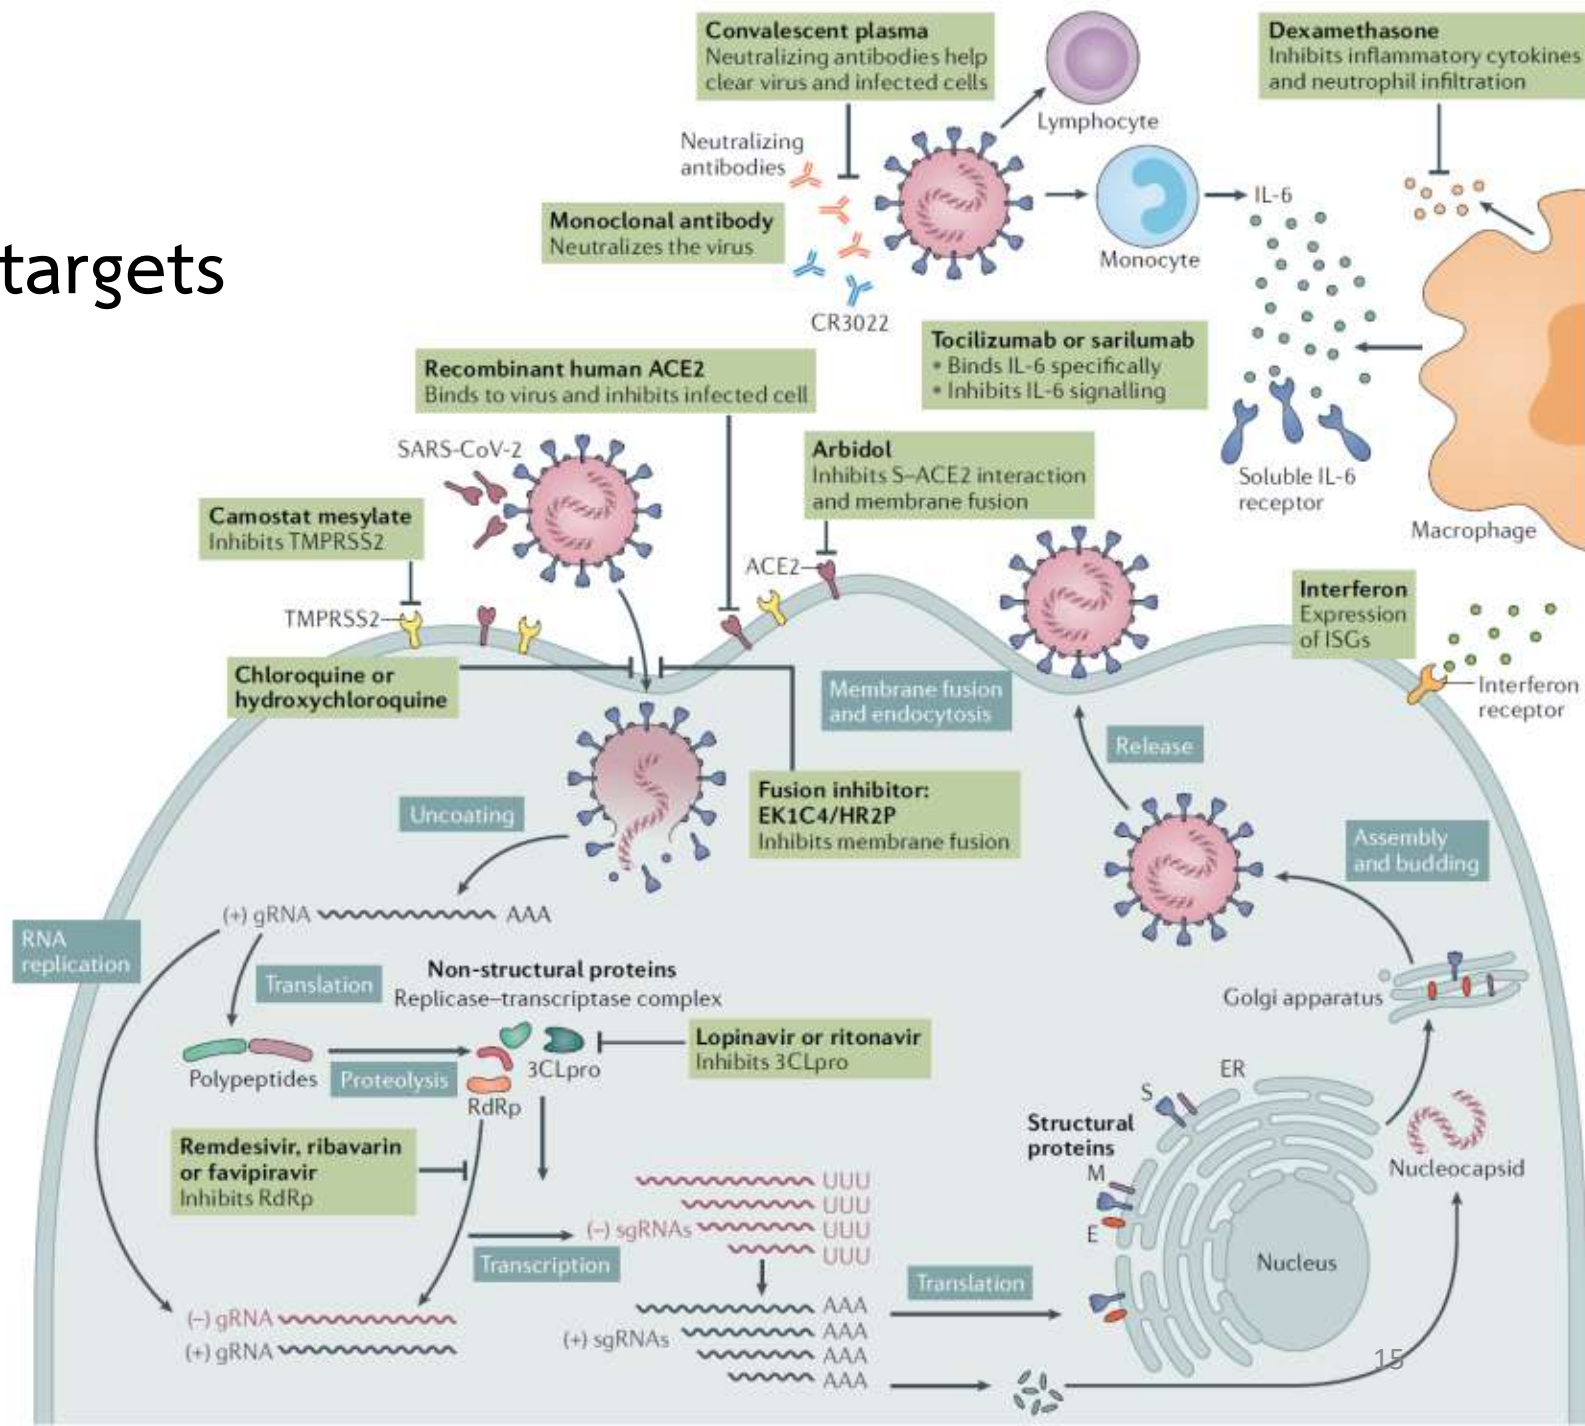 targets
Convalescent plasma
Neutralizing antibodies help
clear virus and infected cells
Dexamethasone
Inhibits inflammatory cytokines
and neutrophil infiltration
Lymphocyte
Neutralizing
antibodies
Monoclonal antibody
Neutralizes the virus
IL-6
Monocyte
CR3022
Tocilizumab or sarilumab
• Binds IL-6 specifically
• Inhibits IL-6 signalling
Recombinant human ACE2
Binds to virus and inhibits infected cell
SARS-CoV-2
Arbidol
Inhibits S–ACE2 interaction
and membrane fusion
Soluble IL-6
receptor
Macrophage
Camostat mesylate
Inhibits TMPRSS2
ACE2
TMPRSS2
Interferon
Expression
of ISGs
Interferon
receptor
Chloroquine or
hydroxychloroquine
Membrane fusion
and endocytosis
Release
Fusion inhibitor:
EK1C4/HR2P
Inhibits membrane fusion
Uncoating
Assembly
and budding
(+) gRNA AAA
RNA
replication
Translation
Non-structural proteins
Replicase–transcriptase complex
Golgi apparatus
Polypeptides
Proteolysis
3CLpro
RdRp
Lopinavir or ritonavir
Inhibits 3CLpro
ER
S
Structural
proteins
M
E
Nucleocapsid
Nucleus
Remdesivir, ribavarin
or favipiravir
Inhibits RdRp
UUU
UUU
(–) sgRNAs UUU
UUU
Transcription
Translation
(–) gRNA
(+) gRNA
AAA
(+) sgRNAs AAA
AAA
AAA
15